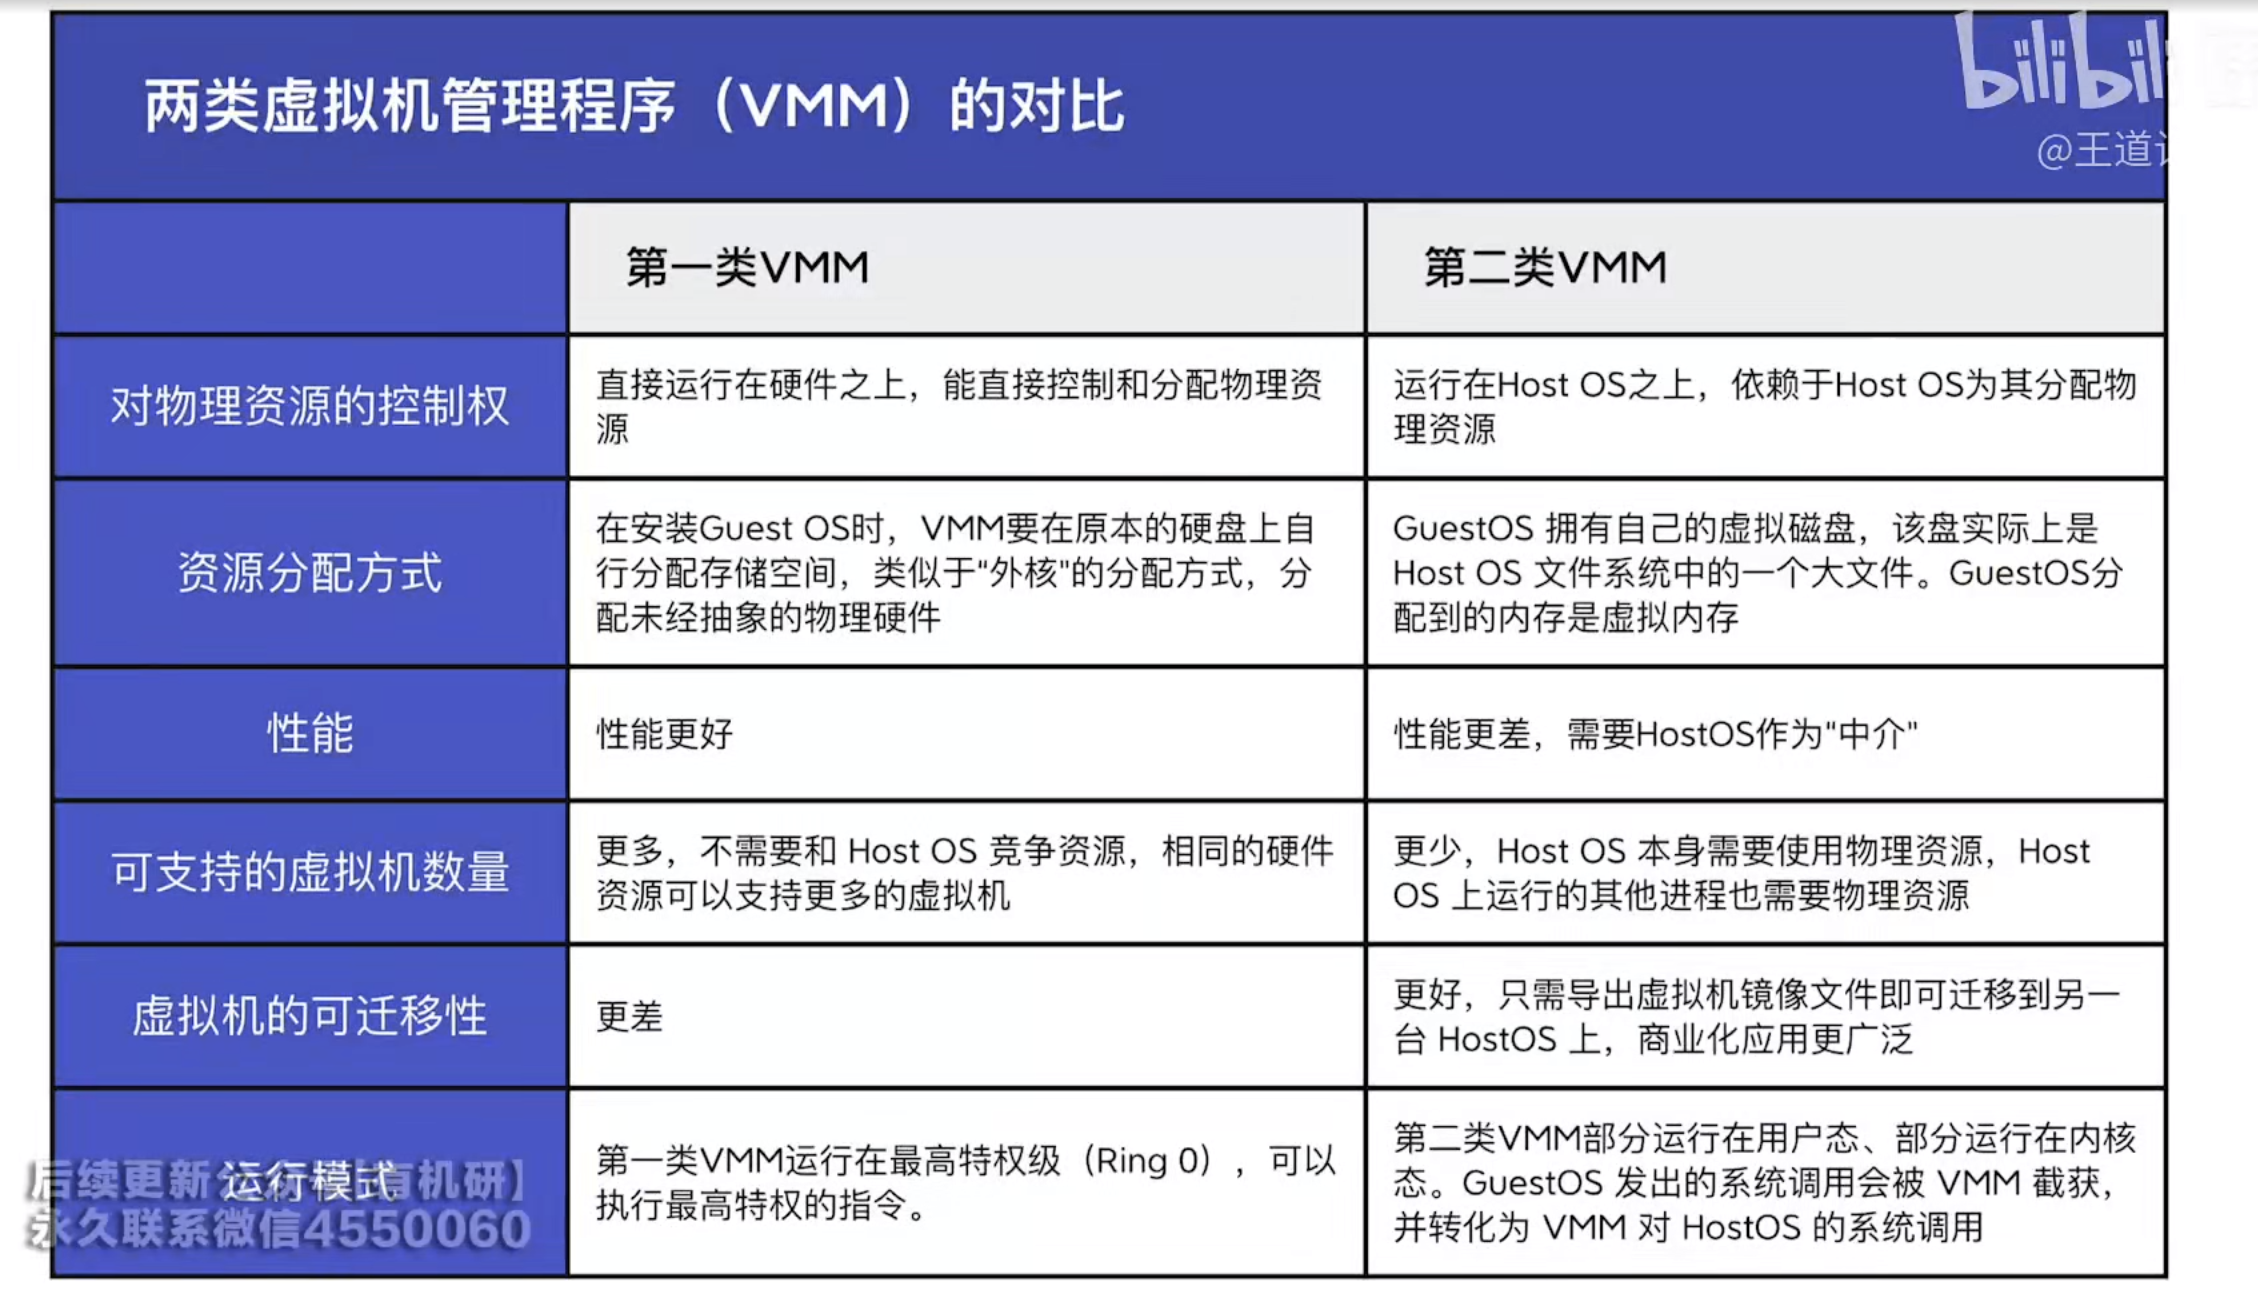 两类虚拟机管理程序（VMM）的对比
bilibili
@王道
第一类VMM
第二类VMM
对物理资源的控制权
直接运行在硬件之上，能直接控制和分配物理资
源
运行在Host OS之上，依赖于Host OS为其分配物
理资源
资源分配方式
在安装Guest OS时，VMM要在原本的硬盘上自
行分配存储空间，类似于“外核”的分配方式，分
配未经抽象的物理硬件
GuestOS 拥有自己的虚拟磁盘，该盘实际上是
Host OS 文件系统中的一个大文件。GuestOS分
配到的内存是虚拟内存
性能
性能更好
性能更差，需要HostOS作为"中介"
可支持的虚拟机数量
更多，不需要和 Host OS 竞争资源，相同的硬件
资源可以支持更多的虚拟机
更少，Host OS 本身需要使用物理资源，Host
OS 上运行的其他进程也需要物理资源
虚拟机的可迁移性
更差
更好，只需导出虚拟机镜像文件即可迁移到另一
台 HostOS 上，商业化应用更广泛
运行模式
第一类VMM运行在最高特权级（Ring 0），可以
执行最高特权的指令。
第二类VMM部分运行在用户态、部分运行在内核
态。GuestOS 发出的系统调用会被 VMM 截获，
并转化为 VMM 对 HostOS 的系统调用
后续更新 机研】
永久联系微信4550060